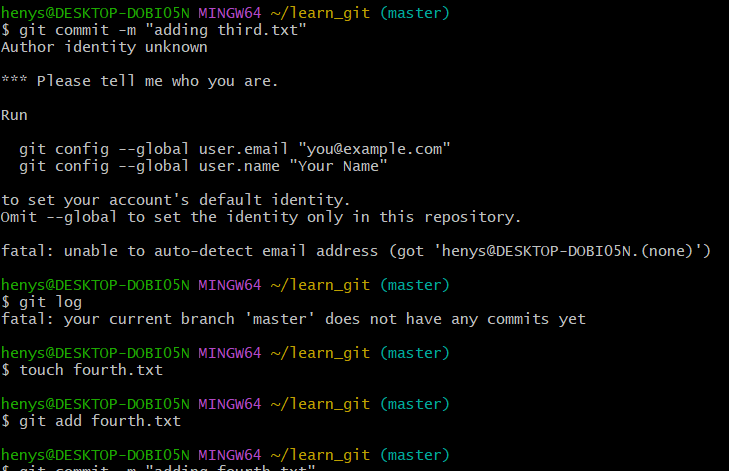 henys@DESKTOP-DOBIO5N MINGW64 ~/learn_git (master)
$ git commit -m "adding third.txt"
Author identity unknown
*** Please tell me who you are.
Run
  git config --global user.email "you@example.com"
  git config --global user.name "Your Name"
to set your account's default identity.
Omit --global to set the identity only in this repository.
fatal: unable to auto-detect email address (got 'henys@DESKTOP-DOBIO5N.(none)')
henys@DESKTOP-DOBIO5N MINGW64 ~/learn_git (master)
$ git log
fatal: your current branch 'master' does not have any commits yet
henys@DESKTOP-DOBIO5N MINGW64 ~/learn_git (master)
$ touch fourth.txt
henys@DESKTOP-DOBIO5N MINGW64 ~/learn_git (master)
$ git add fourth.txt
henys@DESKTOP-DOBIO5N MINGW64 ~/learn_git (master)
$ git commit -m "adding fourth.txt"